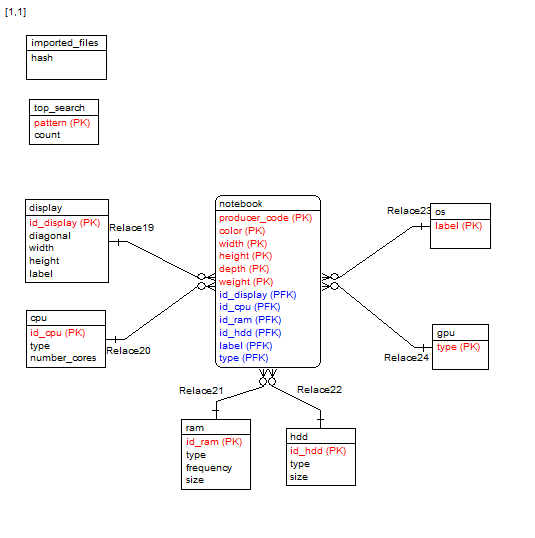 [1,1]
imported_files
hash
top_search
pattern (PK)
count
display
id_display (PK)
diagonal
width
height
label
Relace19
cpu
id_cpu (PK)
type
number_cores
Relace20
notebook
producer_code (PK)
color (PK)
width (PK)
height (PK)
depth (PK)
weight (PK)
id_display (PFK)
id_cpu (PFK)
id_ram (PFK)
id_hdd (PFK)
label (PFK)
type (PFK)
Relace23
os
label (PK)
gpu
type (PK)
Relace24
Relace21
ram
id_ram (PK)
type
frequency
size
Relace22
hdd
id_hdd (PK)
type
size